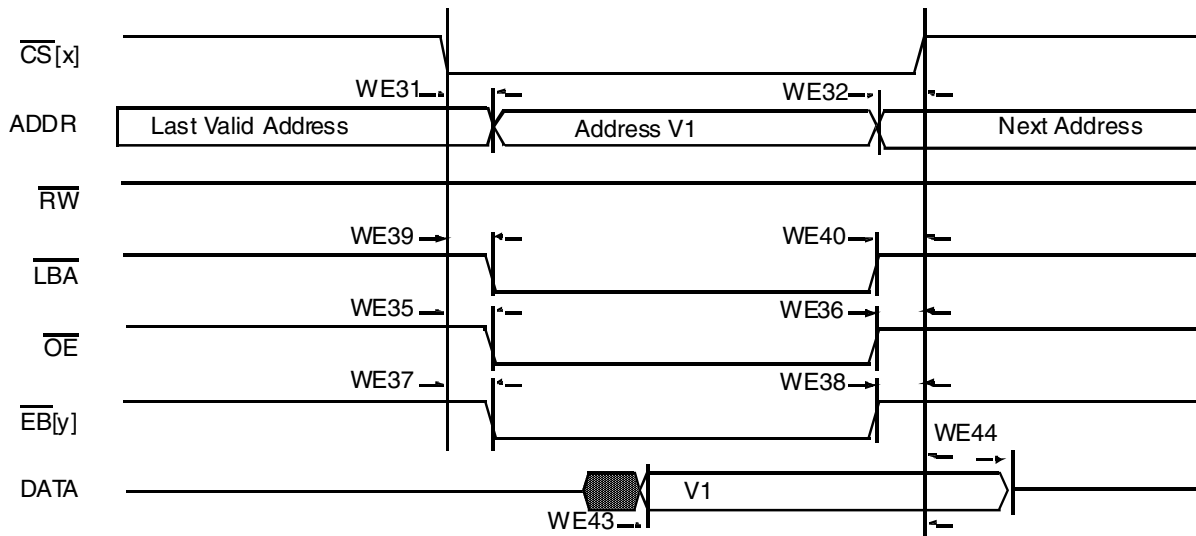 CS[x]
WE31
WE32
ADDR
Last Valid Address
Address V1
Next Address
RW
WE39
WE40
LBA
WE35
WE36
OE
WE37
WE38
EB[y]
WE44
DATA
V1
WE43